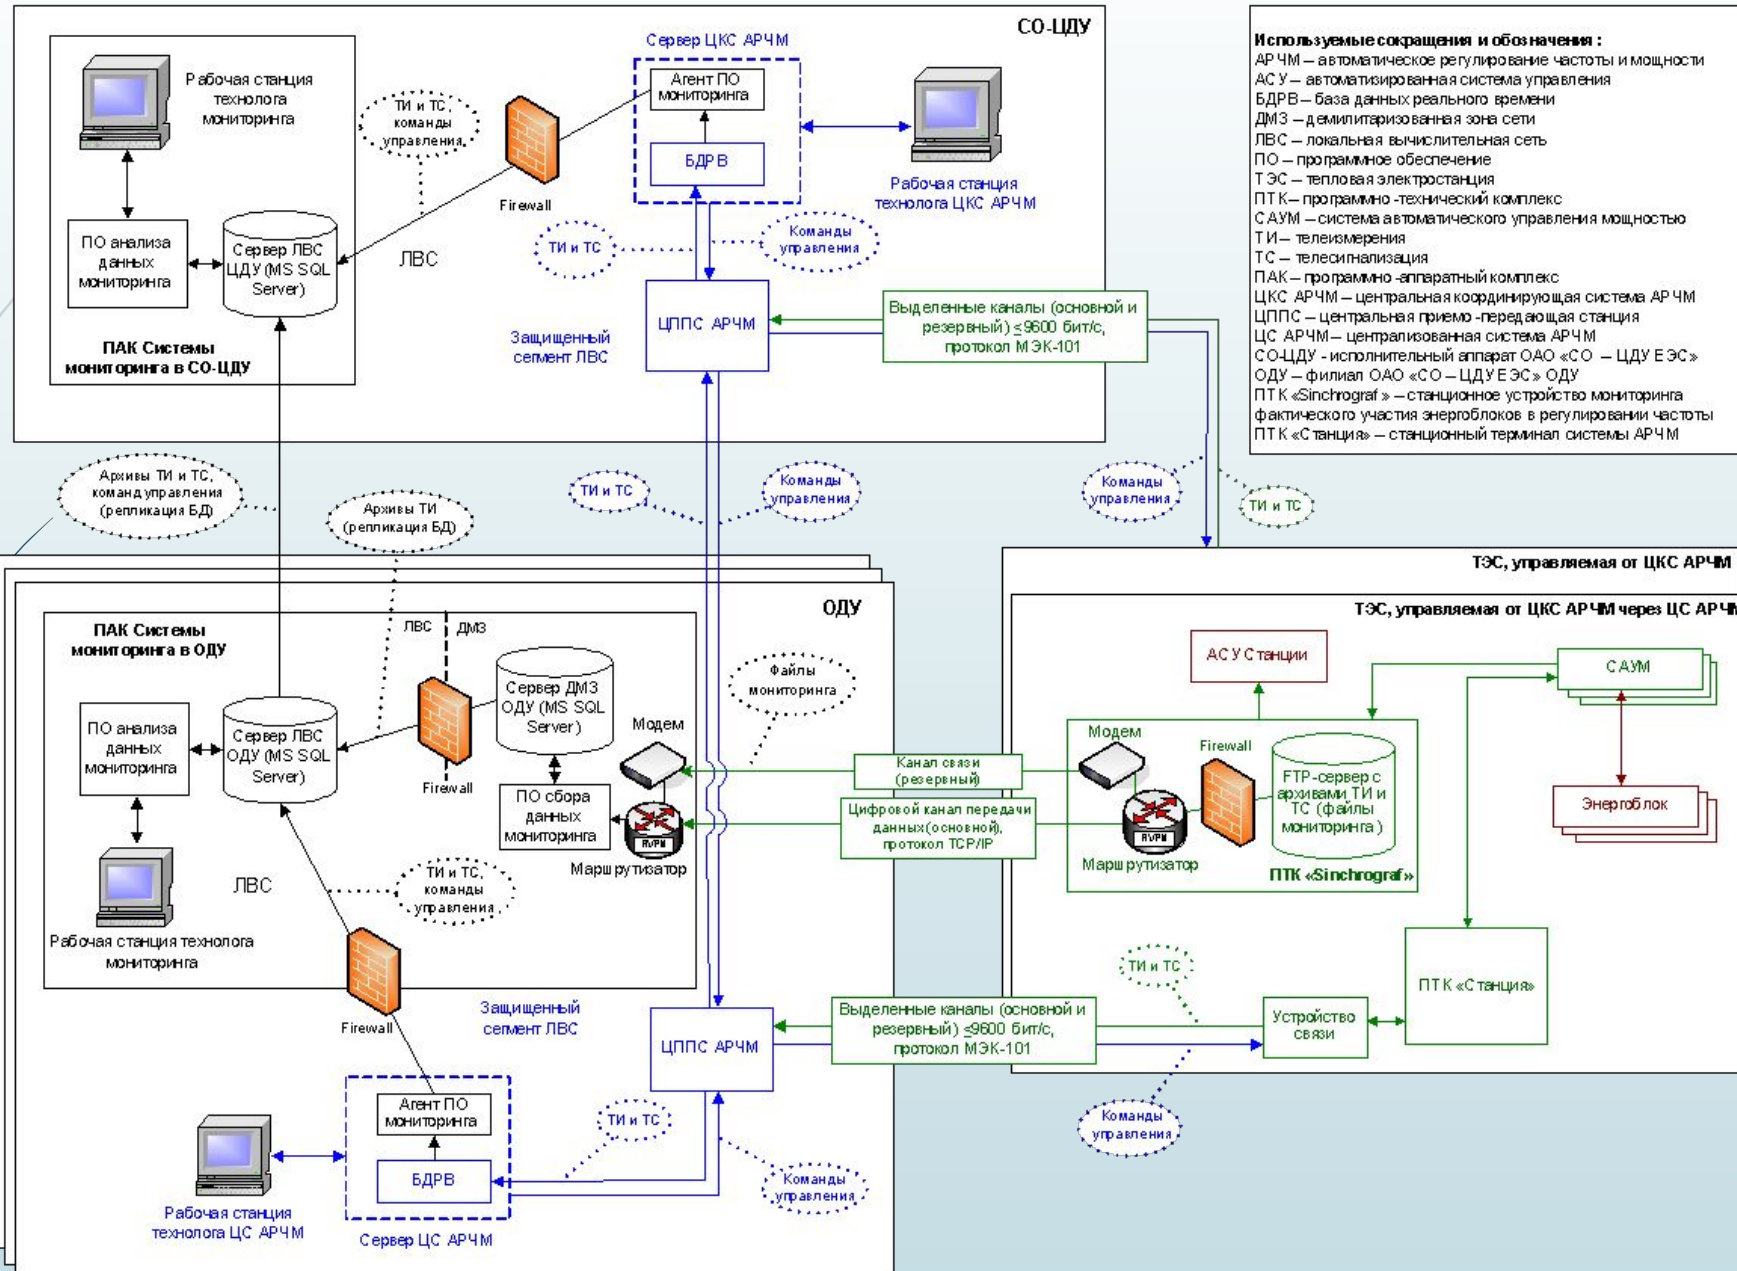 СО-ЦДУ
Рабочая станция
технолога
мониторинга
ТИ и ТС,
команды
управления
Firewall
Сервер ЦКС АРЧМ
Агент ПО
мониторинга
БДРВ
Рабочая станция
технолога ЦКС АРЧМ
ПО анализа
данных
мониторинга
Сервер ЛВС
ЦДУ (MS SQL
Server)
ЛВС
ТИ и ТС
Команды
управления
ПАК Системы
мониторинга в СО-ЦДУ
Защищенный
сегмент ЛВС
ЦППС АРЧМ
Выделенные каналы (основной и
резервный) ≤9600 бит/с,
протокол МЭК-101
Используемые сокращения и обозначения :
АРЧМ – автоматическое регулирование частоты и мощности
АСУ – автоматизированная система управления
БДРВ – база данных реального времени
ДМЗ – демилитаризованная зона сети
ЛВС – локальная вычислительная сеть
ПО – программное обеспечение
ТЭС – тепловая электростанция
ПТК – программно -технический комплекс
САУМ – система автоматического управления мощностью
ТИ – телеизмерения
ТС – телесигнализация
ПАК – программно -аппаратный комплекс
ЦКС АРЧМ – центральная координирующая система АРЧМ
ЦППС – центральная приемо -передающая станция
ЦС АРЧМ – централизованная система АРЧМ
СО-ЦДУ - исполнительный аппарат ОАО «СО – ЦДУ ЕЭС»
ОДУ – филиал ОАО «СО – ЦДУ ЕЭС» ОДУ
ПТК «Sinchrograf » – станционное устройство мониторинга
фактического участия энергоблоков в регулировании частоты
ПТК «Станция» – станционный терминал системы АРЧМ
Архивы ТИ и ТС,
команд управления
(репликация БД)
Архивы ТИ
(репликация БД)
ТИ и ТС
Команды
управления
Команды
управления
ТИ и ТС
ОДУ
ПАК Системы
мониторинга в ОДУ
ЛВС
ДМЗ
Сервер ДМЗ
ОДУ (MS SQL
Server)
Файлы
мониторинга
ПО анализа
данных
мониторинга
Сервер ЛВС
ОДУ (MS SQL
Server)
Firewall
Модем
ПО сбора
данных
мониторинга
RVPN
Маршрутизатор
Канал связи
(резервный)
Цифровой канал передачи
данных(основной),
протокол TCP/IP
ЛВС
ТИ и ТС,
команды
управления
Рабочая станция технолога
мониторинга
Firewall
Защищенный
сегмент ЛВС
ЦППС АРЧМ
Выделенные каналы (основной и
резервный) ≤9600 бит/с,
протокол МЭК-101
Агент ПО
мониторинга
БДРВ
ТИ и ТС
Команды
управления
Рабочая станция
технолога ЦС АРЧМ
Сервер ЦС АРЧМ
ТЭС, управляемая от ЦКС АРЧМ
ТЭС, управляемая от ЦКС АРЧМ через ЦС АРЧМ
АСУ Станции
САУМ
Модем
Firewall
FTP-сервер с
архивами ТИ и
ТС (файлы
мониторинга )
RVPN
Маршрутизатор
ПТК «Sinchrograf»
Энергоблок
ТИ и ТС
ПТК «Станция»
Устройство
связи
Команды
управления